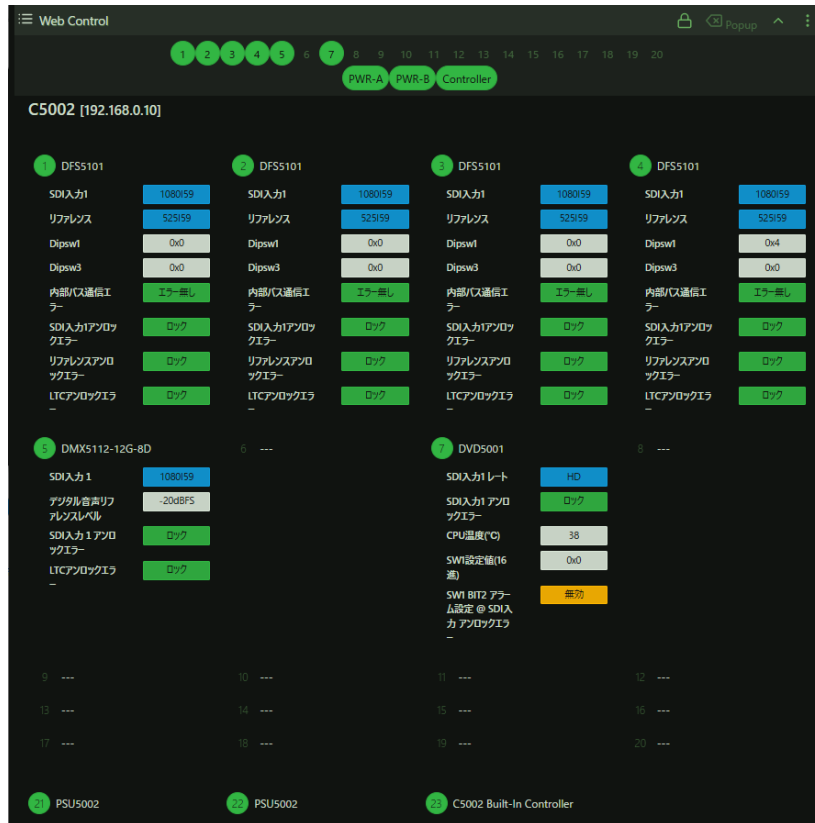 Web Control
Popup
1 2 3 4 5 6 7 8 9 10 11 12 13 14 15 16 17 18 19 20
PWR-A PWR-B Controller
C5002 [192.168.0.10]
1 DFS5101
SDI入力1 1080I59
リファレンス 525I59
Dipsw1 0x0
Dipsw3 0x0
内部バス通信エ
ラー エラー無し
SDI入力1アンロッ
クエラー ロック
リファレンスアンロ
ックエラー ロック
LTCアンロックエラ
ー ロック
2 DFS5101
SDI入力1 1080I59
リファレンス 525I59
Dipsw1 0x0
Dipsw3 0x0
内部バス通信エ
ラー エラー無し
SDI入力1アンロッ
クエラー ロック
リファレンスアンロ
ックエラー ロック
LTCアンロックエラ
ー ロック
3 DFS5101
SDI入力1 1080I59
リファレンス 525I59
Dipsw1 0x0
Dipsw3 0x0
内部バス通信エ
ラー エラー無し
SDI入力1アンロッ
クエラー ロック
リファレンスアンロ
ックエラー ロック
LTCアンロックエラ
ー ロック
4 DFS5101
SDI入力1 1080I59
リファレンス 525I59
Dipsw1 0x4
Dipsw3 0x0
内部バス通信エ
ラー エラー無し
SDI入力1アンロッ
クエラー ロック
リファレンスアンロ
ックエラー ロック
LTCアンロックエラ
ー ロック
5 DMX5112-12G-8D
SDI入力 1 1080I59
デジタル音声リフ
ァレンスレベル -20dBFS
SDI入力 1 アンロ
ックエラー ロック
LTCアンロックエラ
ー ロック
6 ---
7 DVD5001
SDI入力1 レート HD
SDI入力1 アンロ
ックエラー ロック
CPU温度(°C) 38
SW1設定値(16
進) 0x0
SW1 BIT2 アラー
ム設定 @ SDI入
力 アンロックエラ
ー 無効
8 ---
9 --- 10 --- 11 --- 12 ---
13 --- 14 --- 15 --- 16 ---
17 --- 18 --- 19 --- 20 ---
21 PSU5002 22 PSU5002 23 C5002 Built-In Controller